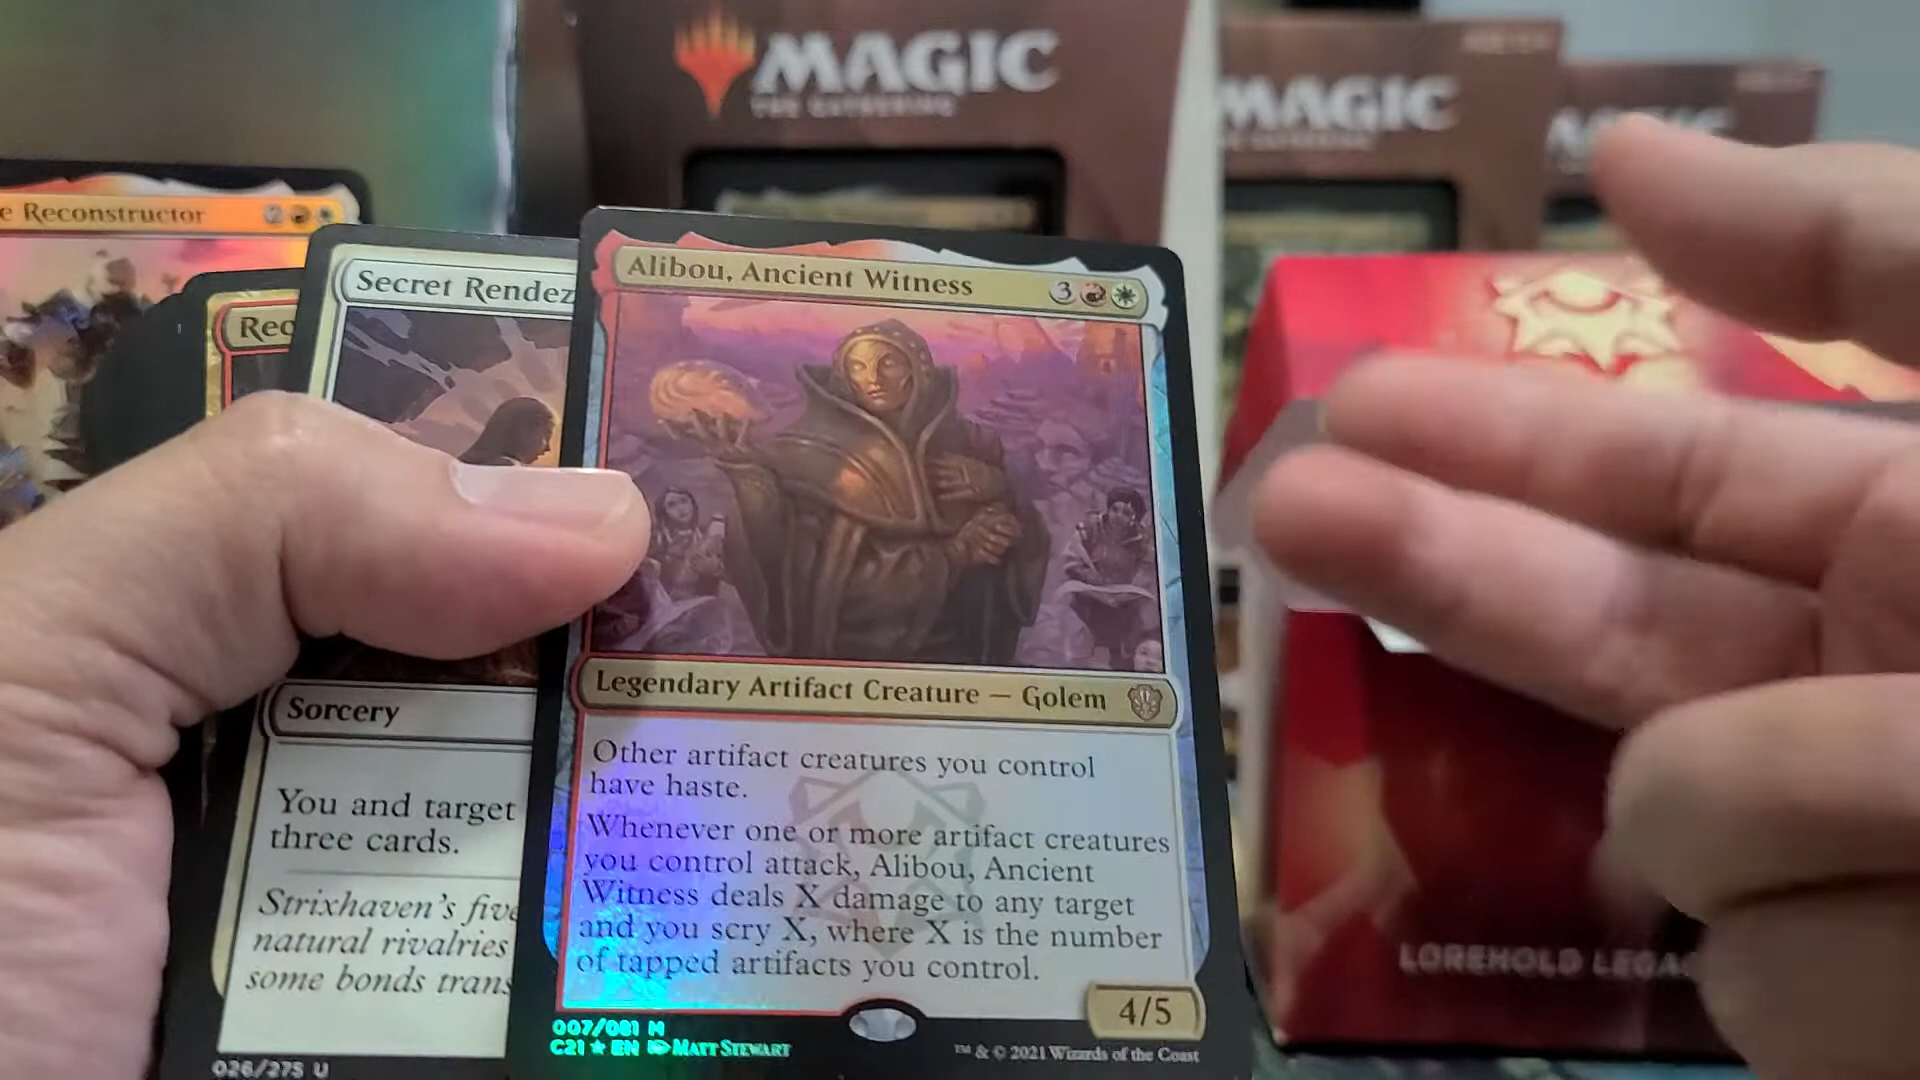 MAGIC
THE GATHERING
MAGIC
THE GATHERING
e Reconstructor
2
Rec
Secret Rendez
Sorcery
You and target
three cards.
Strixhaven's five
natural rivalries
some bonds trans
026/275 U
Alibou, Ancient Witness
3
Legendary Artifact Creature — Golem
Other artifact creatures you control
have haste.
Whenever one or more artifact creatures
you control attack, Alibou, Ancient
Witness deals X damage to any target
and you scry X, where X is the number
of tapped artifacts you control.
4/5
007/081 M
C21 ★ EN MATT STEWART
™ & © 2021 Wizards of the Coast
LOREHOLD LEGA